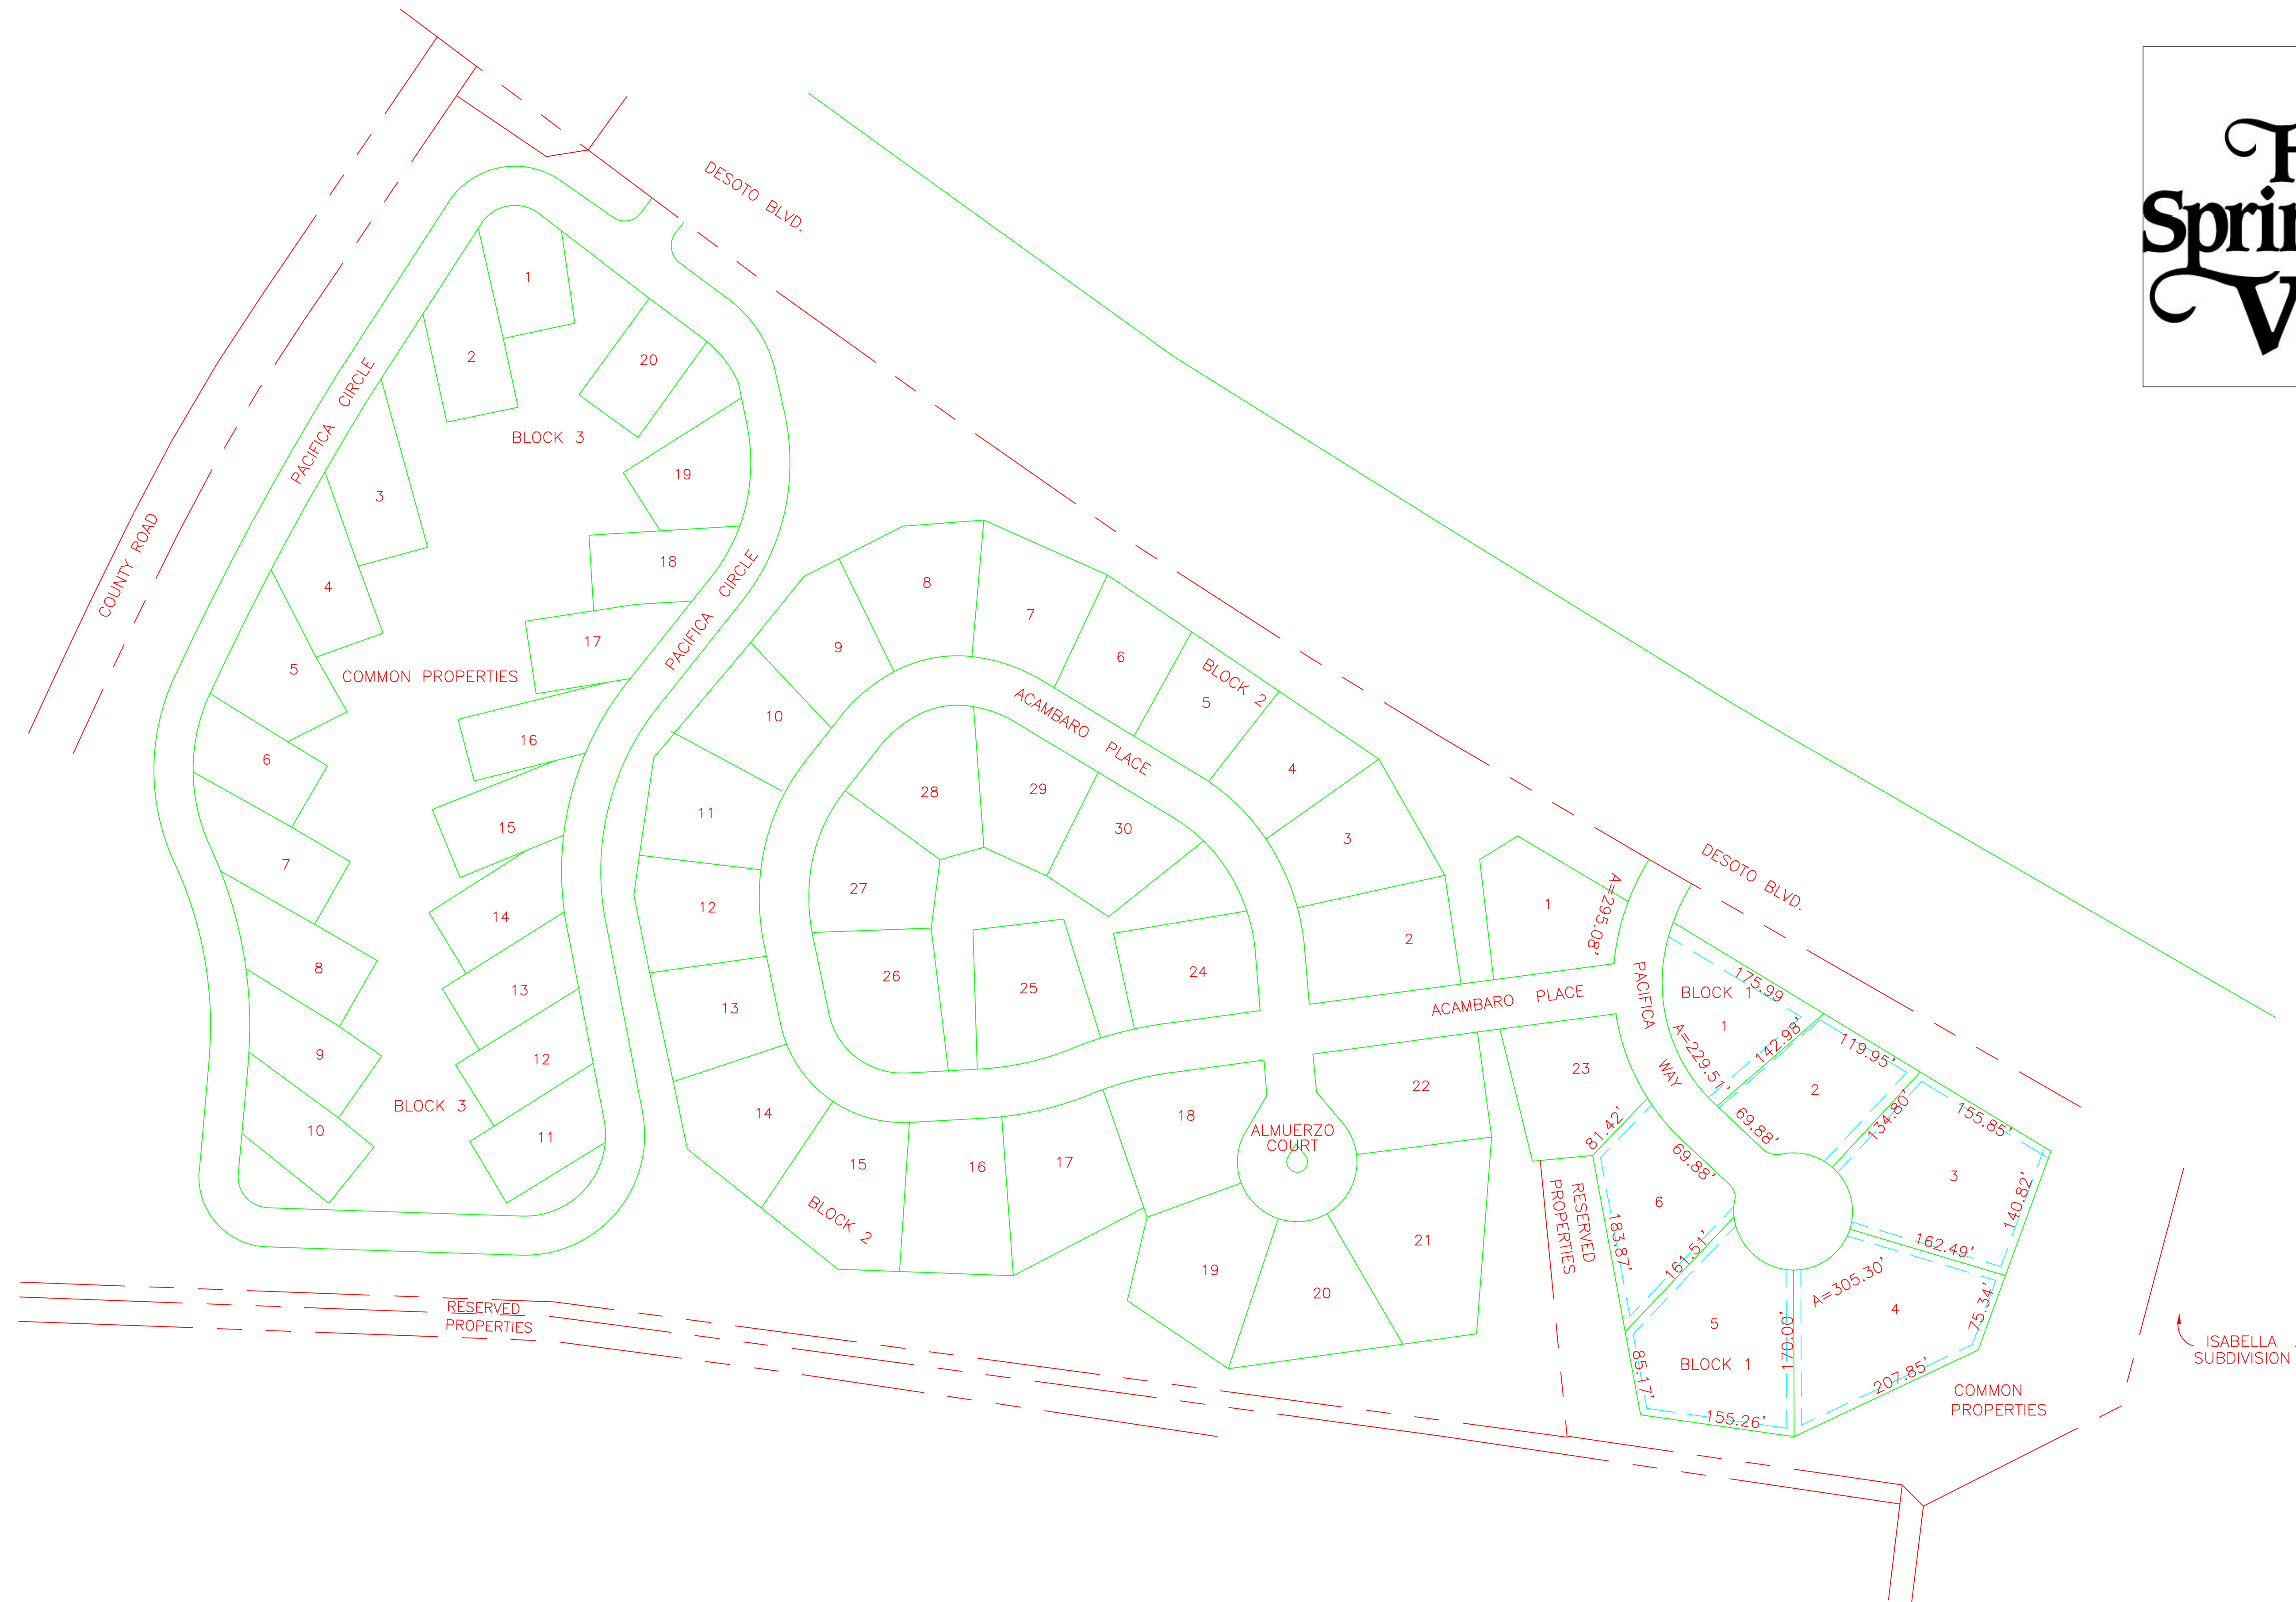 DESOTO BLVD.
PACIFICA CIRCLE
COUNTY ROAD
1
2
20
BLOCK 3
19
3
18
4
17
5
COMMON PROPERTIES
16
6
15
7
14
8
13
9
12
BLOCK 3
10
11
PACIFICA CIRCLE
8
7
9
6
BLOCK 2
5
10
ACAMBARO PLACE
4
11
28
29
30
3
12
27
2
26
25
24
13
14
15
16
17
18
BLOCK 2
ALMUERZO
COURT
22
19
20
21
1
A=295.08'
ACAMBARO PLACE
23
PACIFICA WAY
DESOTO BLVD.
175.99
BLOCK 1
1
A=229.51'
142.98'
119.95'
2
69.88'
134.80'
155.85'
3
140.82'
162.49'
81.42'
69.88'
6
183.87'
161.51'
A=305.30'
4
75.34'
5
BLOCK 1
170.00'
207.85'
85.17'
155.26'
RESERVED
PROPERTIES
RESERVED
PROPERTIES
COMMON
PROPERTIES
ISABELLA
SUBDIVISION
Sprin
V